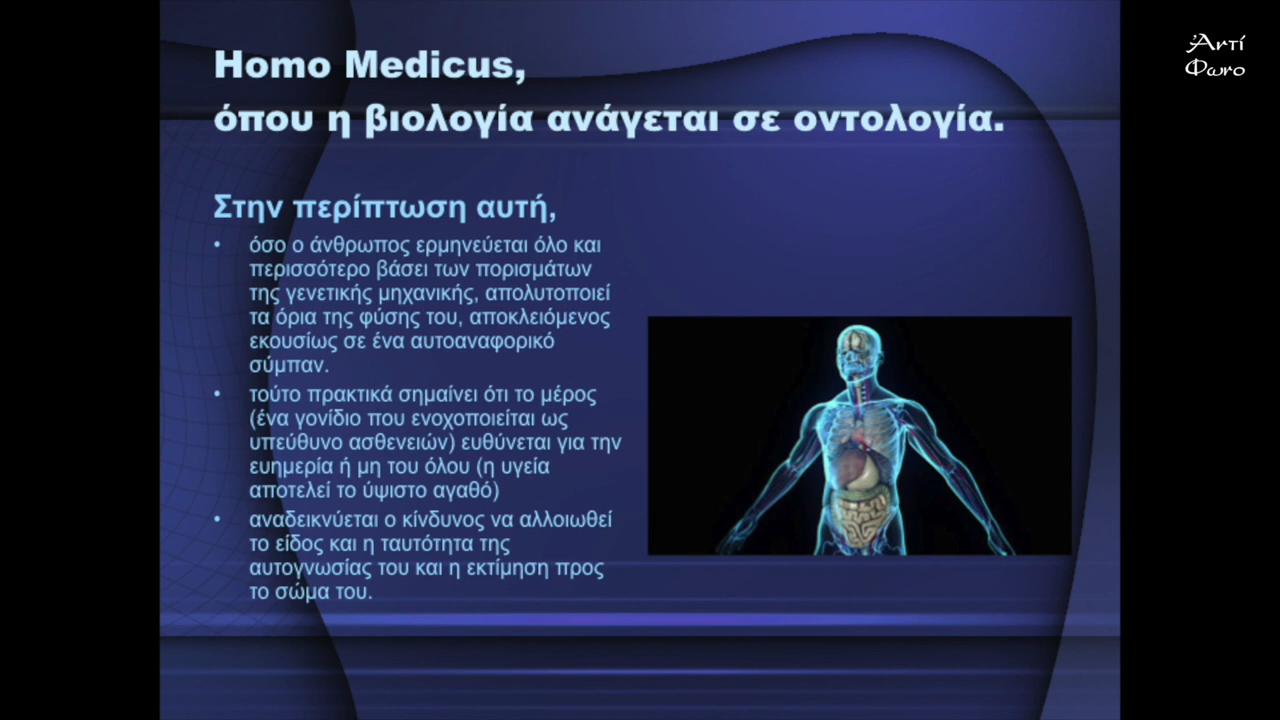 Homo Medicus,
όπου η βιολογία ανάγεται σε οντολογία.
Στην περίπτωση αυτή,
• όσο ο άνθρωπος ερμηνεύεται όλο και
περισσότερο βάσει των πορισμάτων
της γενετικής μηχανικής, απολυτοποιεί
τα όρια της φύσης του, αποκλειόμενος
εκουσίως σε ένα αυτοαναφορικό
σύμπαν.
• τούτο πρακτικά σημαίνει ότι το μέρος
(ένα γονίδιο που ενοχοποιείται ως
υπεύθυνο ασθενειών) ευθύνεται για την
ευημερία ή μη του όλου (η υγεία
αποτελεί το ύψιστο αγαθό)
• αναδεικνύεται ο κίνδυνος να αλλοιωθεί
το είδος και η ταυτότητα της
αυτογνωσίας του και η εκτίμηση προς
το σώμα του.
Ἀντί
Φωνο